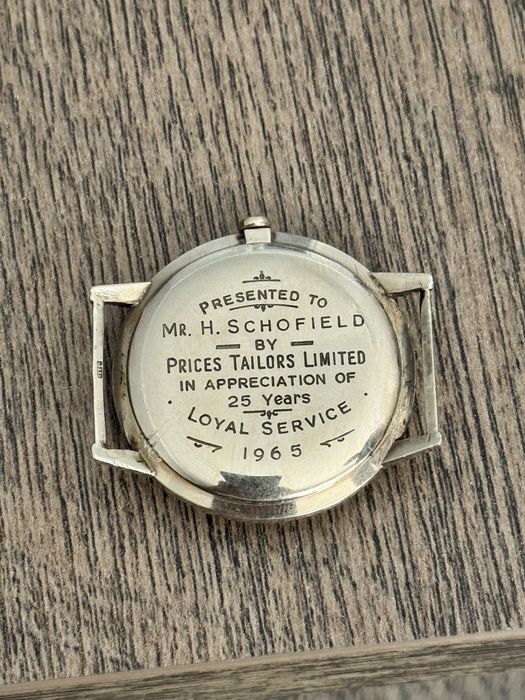 PRESENTED TO
MR. H. SCHOFIELD
BY
PRICES TAILORS LIMITED
IN APPRECIATION OF
25 Years
LOYAL SERVICE
1965